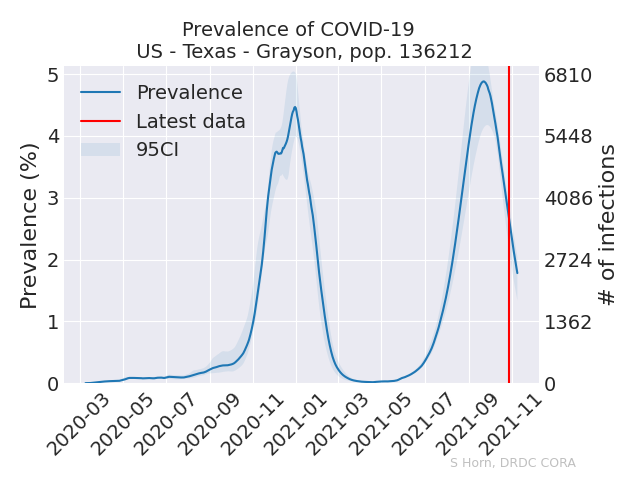 Prevalence of COVID-19
US - Texas - Grayson, pop. 136212
Prevalence (%)
5
4
3
2
1
0
Prevalence
Latest data
95CI
6810
5448
4086
2724
1362
0
# of infections
2020-03
2020-05
2020-07
2020-09
2020-11
2021-01
2021-03
2021-05
2021-07
2021-09
2021-11
S Horn, DRDC CORA